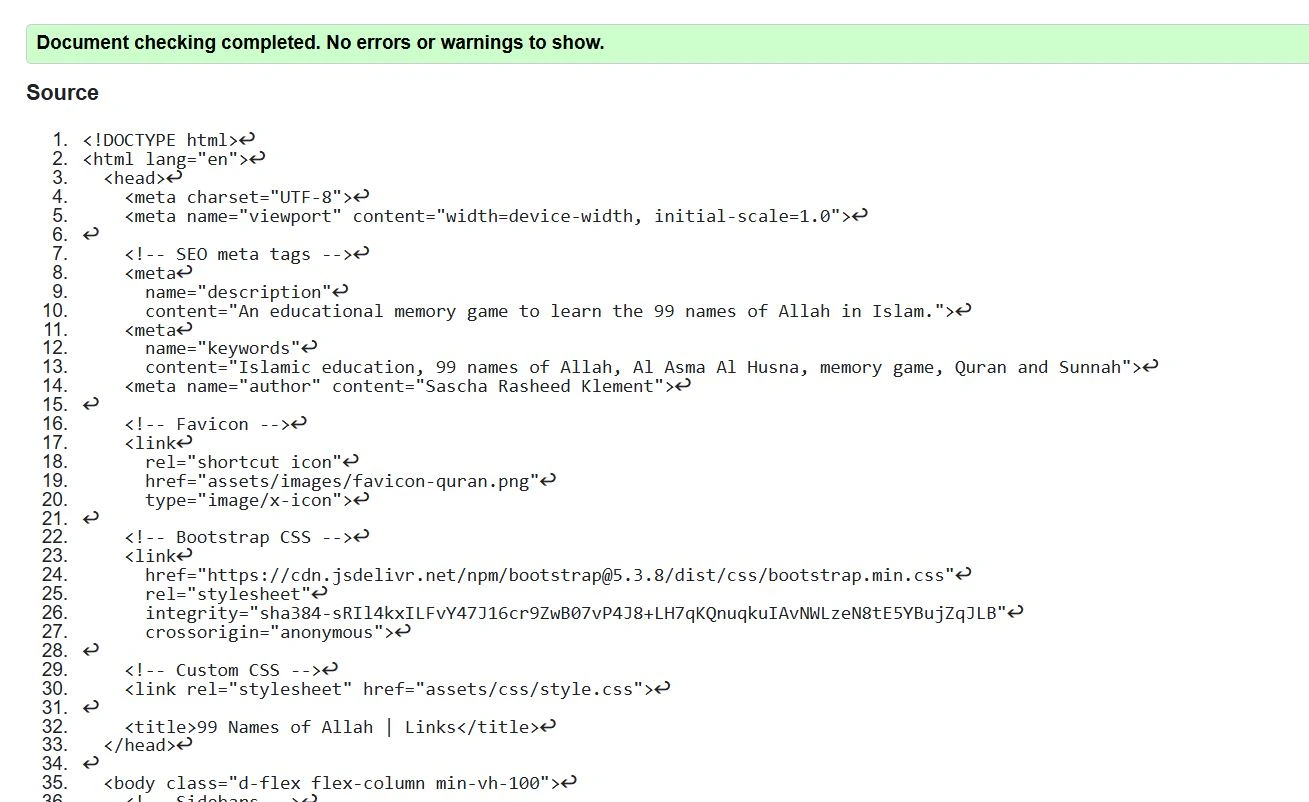 Document checking completed. No errors or warnings to show.
Source
1. <!DOCTYPE html>↩
2. <html lang="en">↩
3. <head>↩
4. <meta charset="UTF-8">↩
5. <meta name="viewport" content="width=device-width, initial-scale=1.0">↩
6. ↩
7. <!-- SEO meta tags -->↩
8. <meta↩
9. name="description"↩
10. content="An educational memory game to learn the 99 names of Allah in Islam.">↩
11. <meta↩
12. name="keywords"↩
13. content="Islamic education, 99 names of Allah, Al Asma Al Husna, memory game, Quran and Sunnah">↩
14. <meta name="author" content="Sascha Rasheed Klement">↩
15. ↩
16. <!-- Favicon -->↩
17. <link↩
18. rel="shortcut icon"↩
19. href="assets/images/favicon-quran.png"↩
20. type="image/x-icon">↩
21. ↩
22. <!-- Bootstrap CSS -->↩
23. <link↩
24. href="https://cdn.jsdelivr.net/npm/bootstrap@5.3.8/dist/css/bootstrap.min.css"↩
25. rel="stylesheet"↩
26. integrity="sha384-sRIl4kxILFvY47J16cr9ZwB07vP4J8+LH7qKQnuqkuIAvNWLzeN8tE5YBujZqJLB"↩
27. crossorigin="anonymous">↩
28. ↩
29. <!-- Custom CSS -->↩
30. <link rel="stylesheet" href="assets/css/style.css">↩
31. ↩
32. <title>99 Names of Allah | Links</title>↩
33. </head>↩
34. ↩
35. <body class="d-flex flex-column min-vh-100">↩